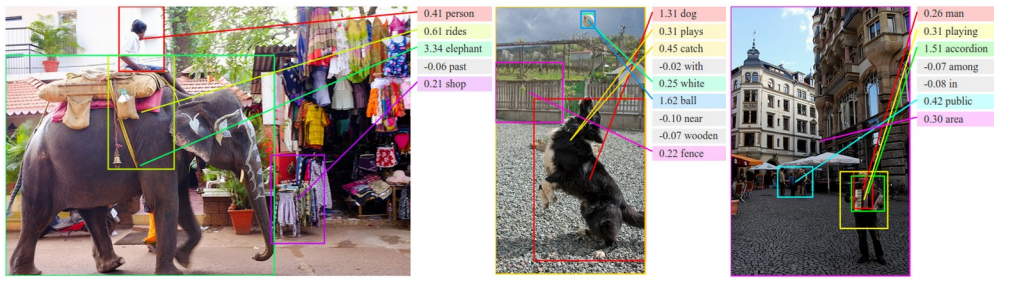 0.41 person
0.61 rides
3.34 elephant
-0.06 past
0.21 shop
1.31 dog
0.31 plays
0.45 catch
-0.02 with
0.25 white
1.62 ball
-0.10 near
-0.07 wooden
0.22 fence
0.26 man
0.31 playing
1.51 accordion
-0.07 among
-0.08 in
0.42 public
0.30 area